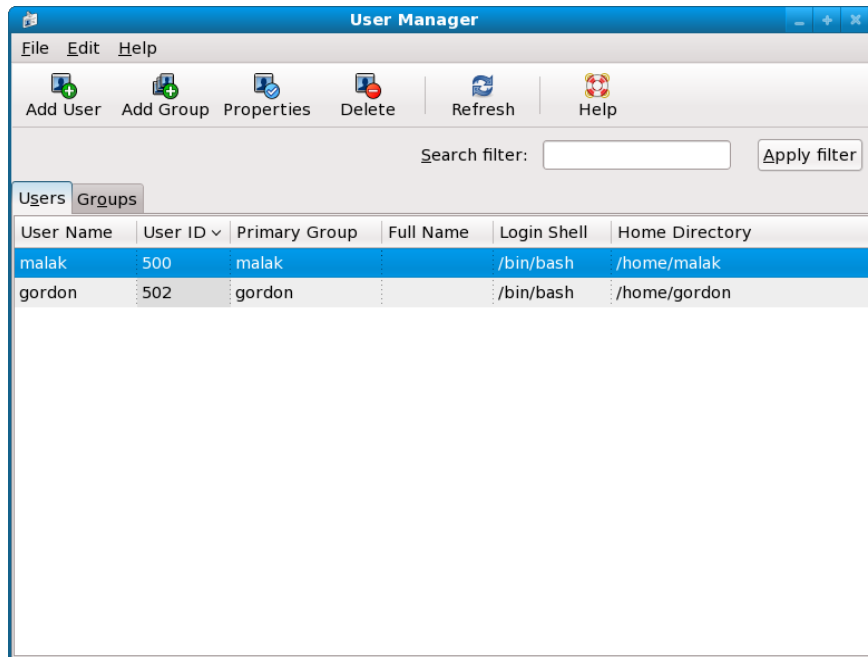 User Manager
File Edit Help
Add User Add Group Properties Delete Refresh Help
Search filter: Apply filter
Users Groups
User Name User ID Primary Group Full Name Login Shell Home Directory
malak 500 malak /bin/bash /home/malak
gordon 502 gordon /bin/bash /home/gordon